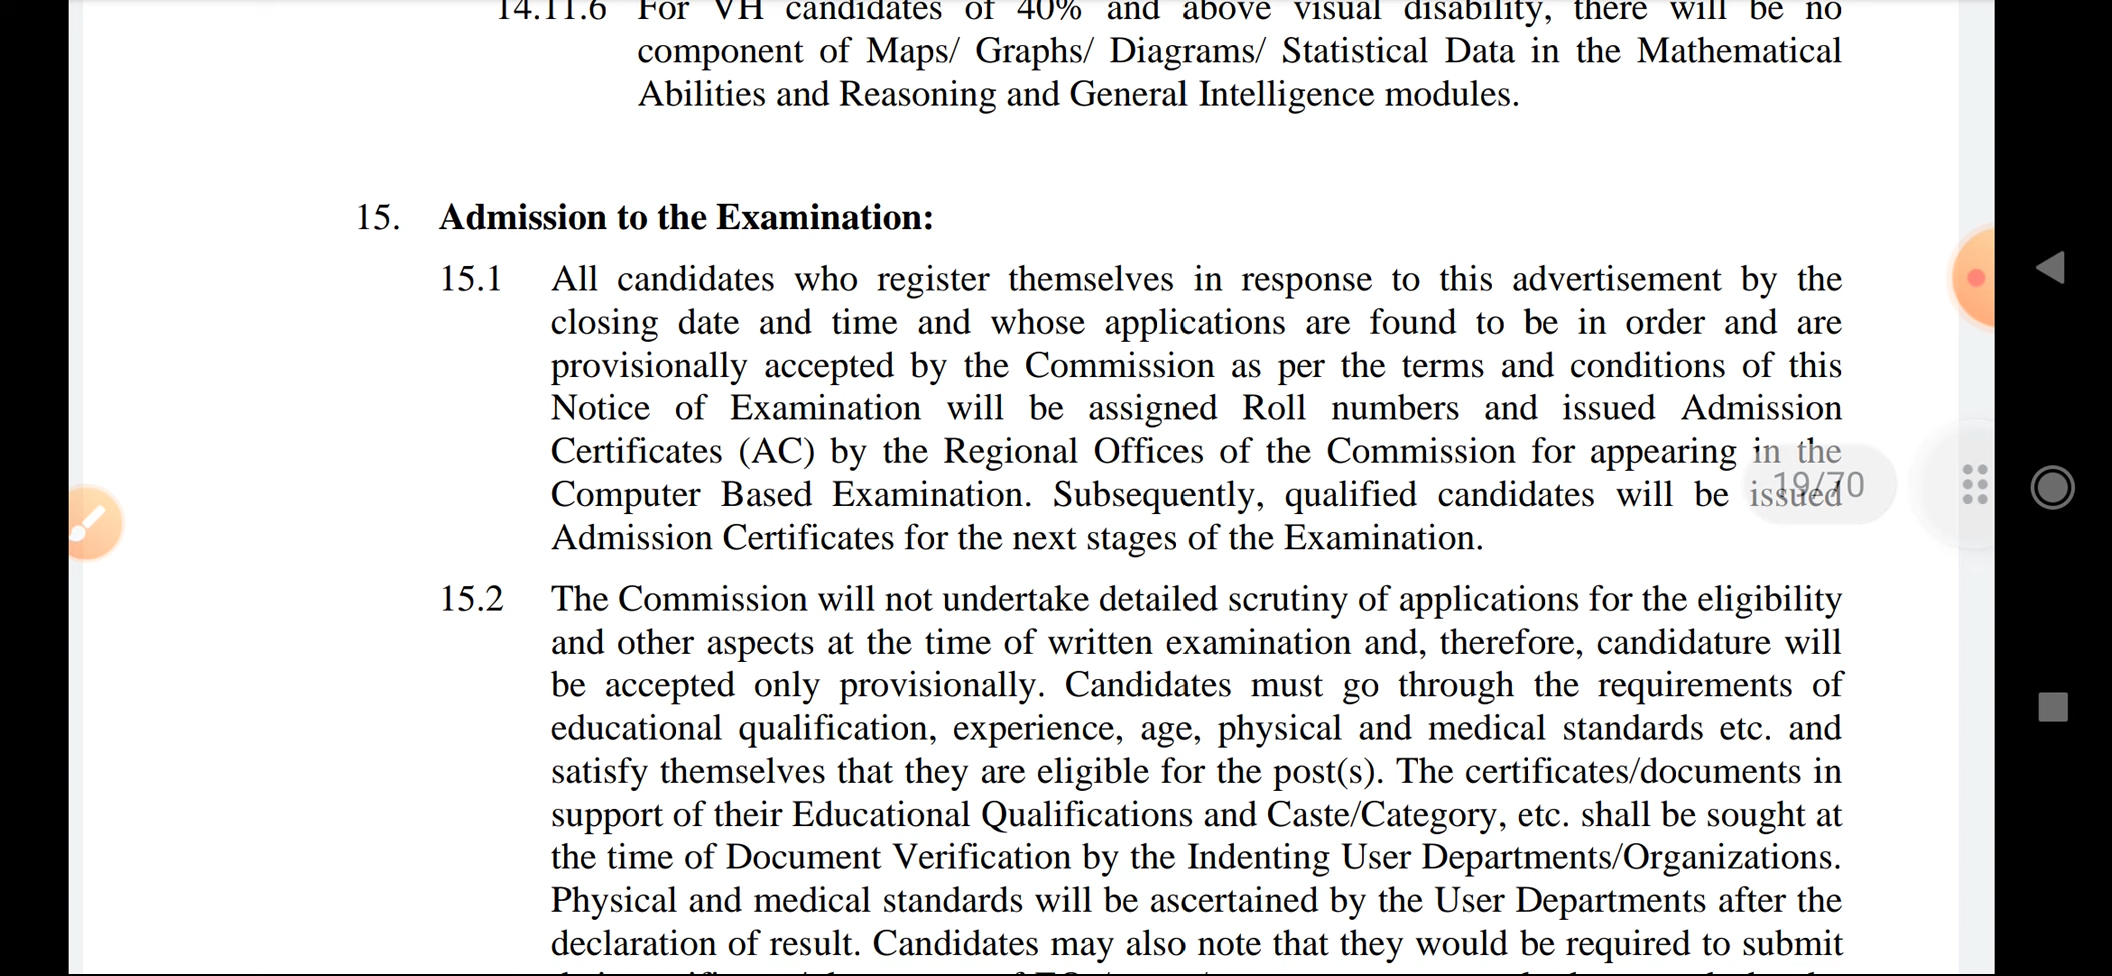 14.11.6 For VH candidates of 40% and above visual disability, there will be no
component of Maps/ Graphs/ Diagrams/ Statistical Data in the Mathematical
Abilities and Reasoning and General Intelligence modules.
15. Admission to the Examination:
15.1 All candidates who register themselves in response to this advertisement by the
closing date and time and whose applications are found to be in order and are
provisionally accepted by the Commission as per the terms and conditions of this
Notice of Examination will be assigned Roll numbers and issued Admission
Certificates (AC) by the Regional Offices of the Commission for appearing in the
Computer Based Examination. Subsequently, qualified candidates will be issued
19/70
Admission Certificates for the next stages of the Examination.
15.2 The Commission will not undertake detailed scrutiny of applications for the eligibility
and other aspects at the time of written examination and, therefore, candidature will
be accepted only provisionally. Candidates must go through the requirements of
educational qualification, experience, age, physical and medical standards etc. and
satisfy themselves that they are eligible for the post(s). The certificates/documents in
support of their Educational Qualifications and Caste/Category, etc. shall be sought at
the time of Document Verification by the Indenting User Departments/Organizations.
Physical and medical standards will be ascertained by the User Departments after the
declaration of result. Candidates may also note that they would be required to submit